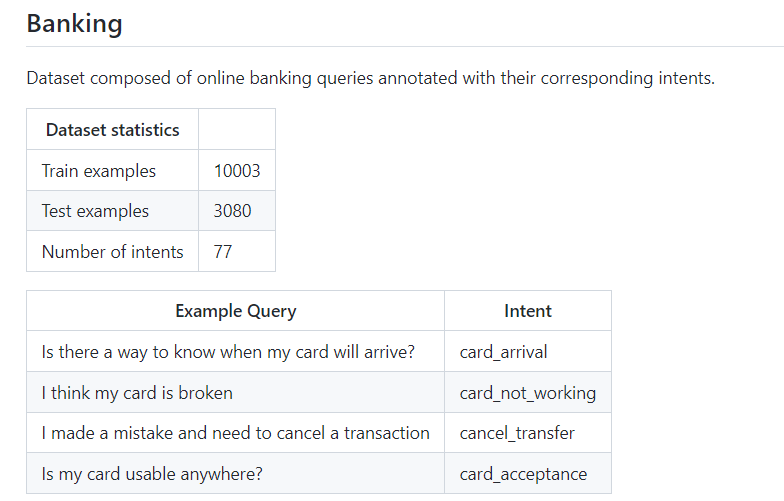 Banking
Dataset composed of online banking queries annotated with their corresponding intents.
Dataset statistics
Train examples 10003
Test examples 3080
Number of intents 77
Example Query Intent
Is there a way to know when my card will arrive? card_arrival
I think my card is broken card_not_working
I made a mistake and need to cancel a transaction cancel_transfer
Is my card usable anywhere? card_acceptance